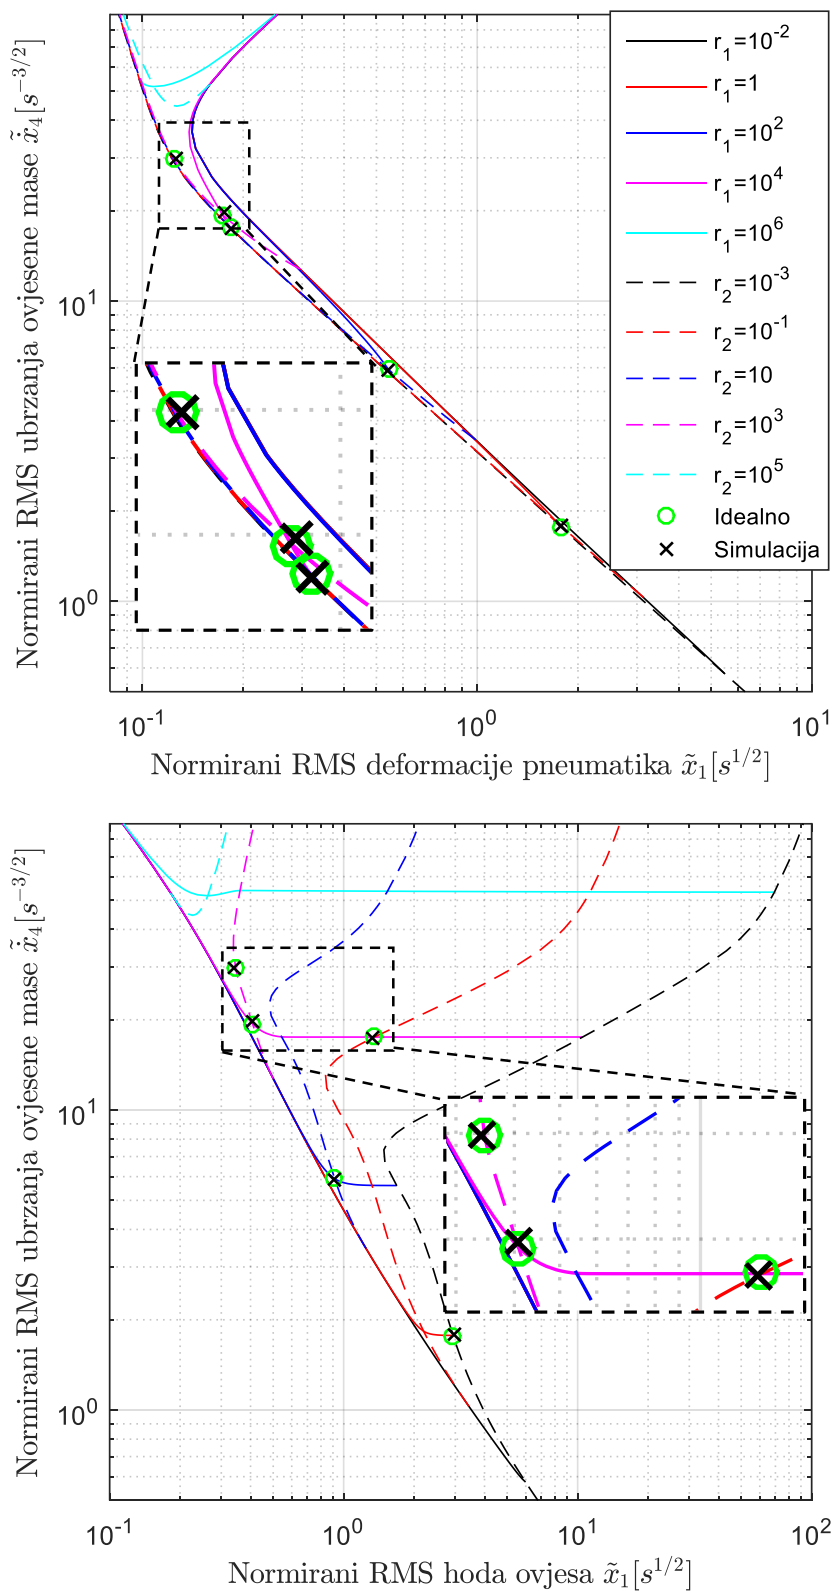 Normirani RMS ubrzanja ovjesene mase ẋ̃₄[s^{-3/2}]
10^1
10^0
10^-1
10^0
10^1
Normirani RMS deformacije pneumatika x̃₁[s^{1/2}]
r₁=10^-2
r₁=1
r₁=10^2
r₁=10^4
r₁=10^6
r₂=10^-3
r₂=10^-1
r₂=10
r₂=10^3
r₂=10^5
Idealno
Simulacija
Normirani RMS ubrzanja ovjesene mase ẋ̃₄[s^{-3/2}]
10^1
10^0
10^-1
10^0
10^1
10^2
Normirani RMS hoda ovjesa x̃₁[s^{1/2}]